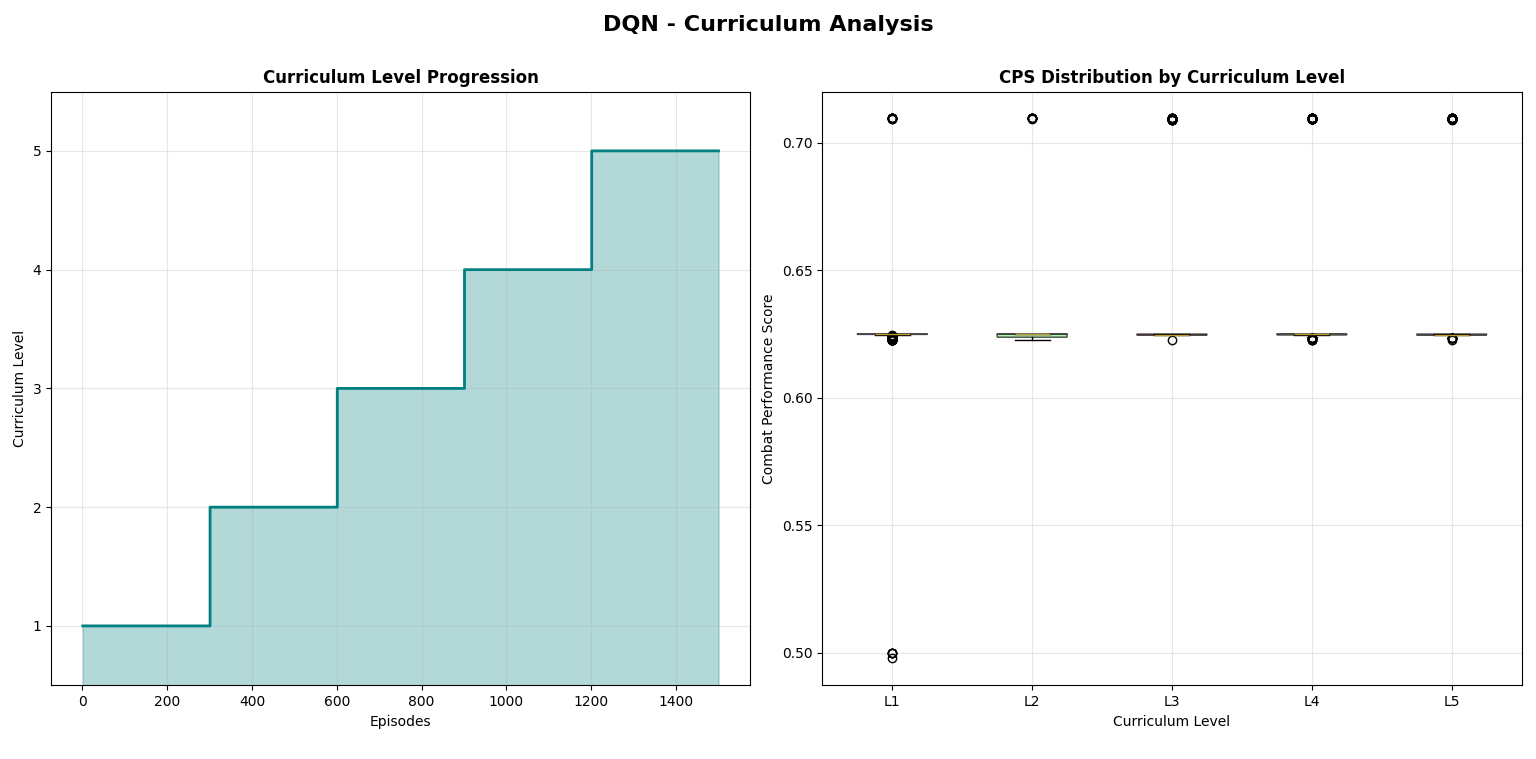 DQN - Curriculum Analysis
Curriculum Level Progression
Curriculum Level
5
4
3
2
1
0 200 400 600 800 1000 1200 1400
Episodes
CPS Distribution by Curriculum Level
Combat Performance Score
0.70
0.65
0.60
0.55
0.50
L1 L2 L3 L4 L5
Curriculum Level